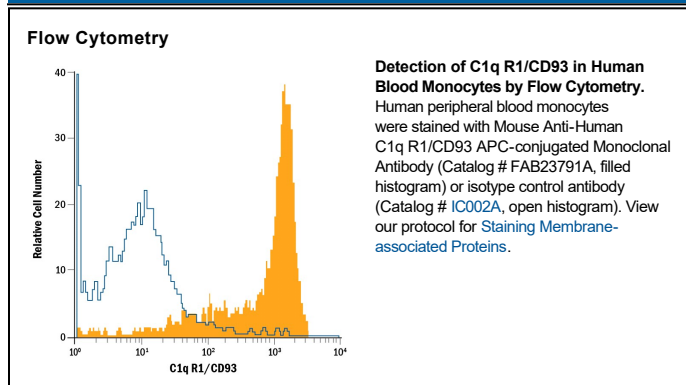 Flow Cytometry
Relative Cell Number
40
30
20
10
0
10⁰ 10¹ 10² 10³ 10⁴
C1q R1/CD93
Detection of C1q R1/CD93 in Human
Blood Monocytes by Flow Cytometry.
Human peripheral blood monocytes
were stained with Mouse Anti-Human
C1q R1/CD93 APC-conjugated Monoclonal
Antibody (Catalog # FAB23791A, filled
histogram) or isotype control antibody
(Catalog # IC002A, open histogram). View
our protocol for Staining Membrane-
associated Proteins.